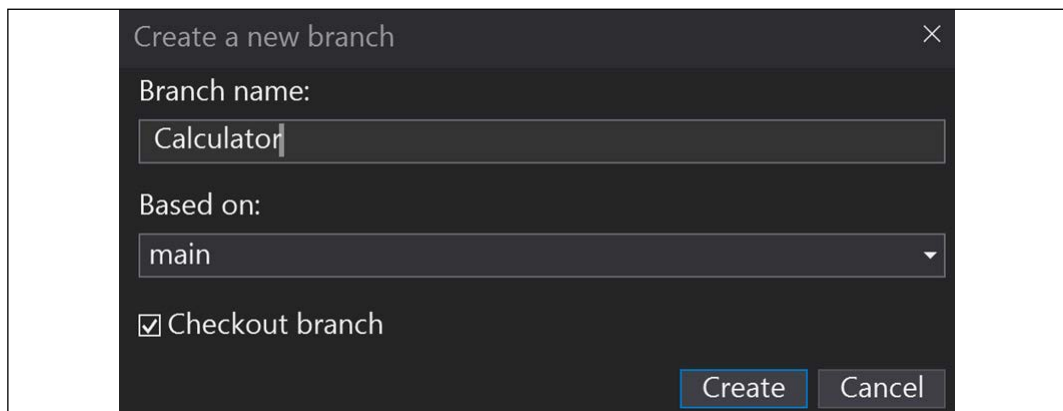 Create a new branch
Branch name:
Calculator
Based on:
main
Checkout branch
Create Cancel